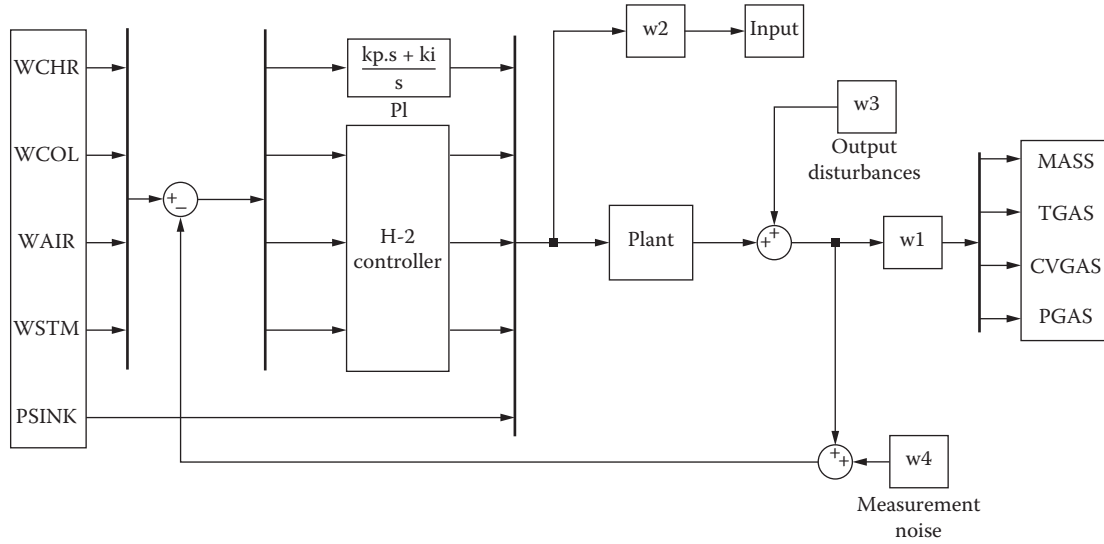 WCHR
WCOL
WAIR
WSTM
PSINK
+
−
kp.s + ki
s
Pl
H-2
controller
w2
Input
w3
Output
disturbances
Plant
+
+
w1
MASS
TGAS
CVGAS
PGAS
+
+
w4
Measurement
noise